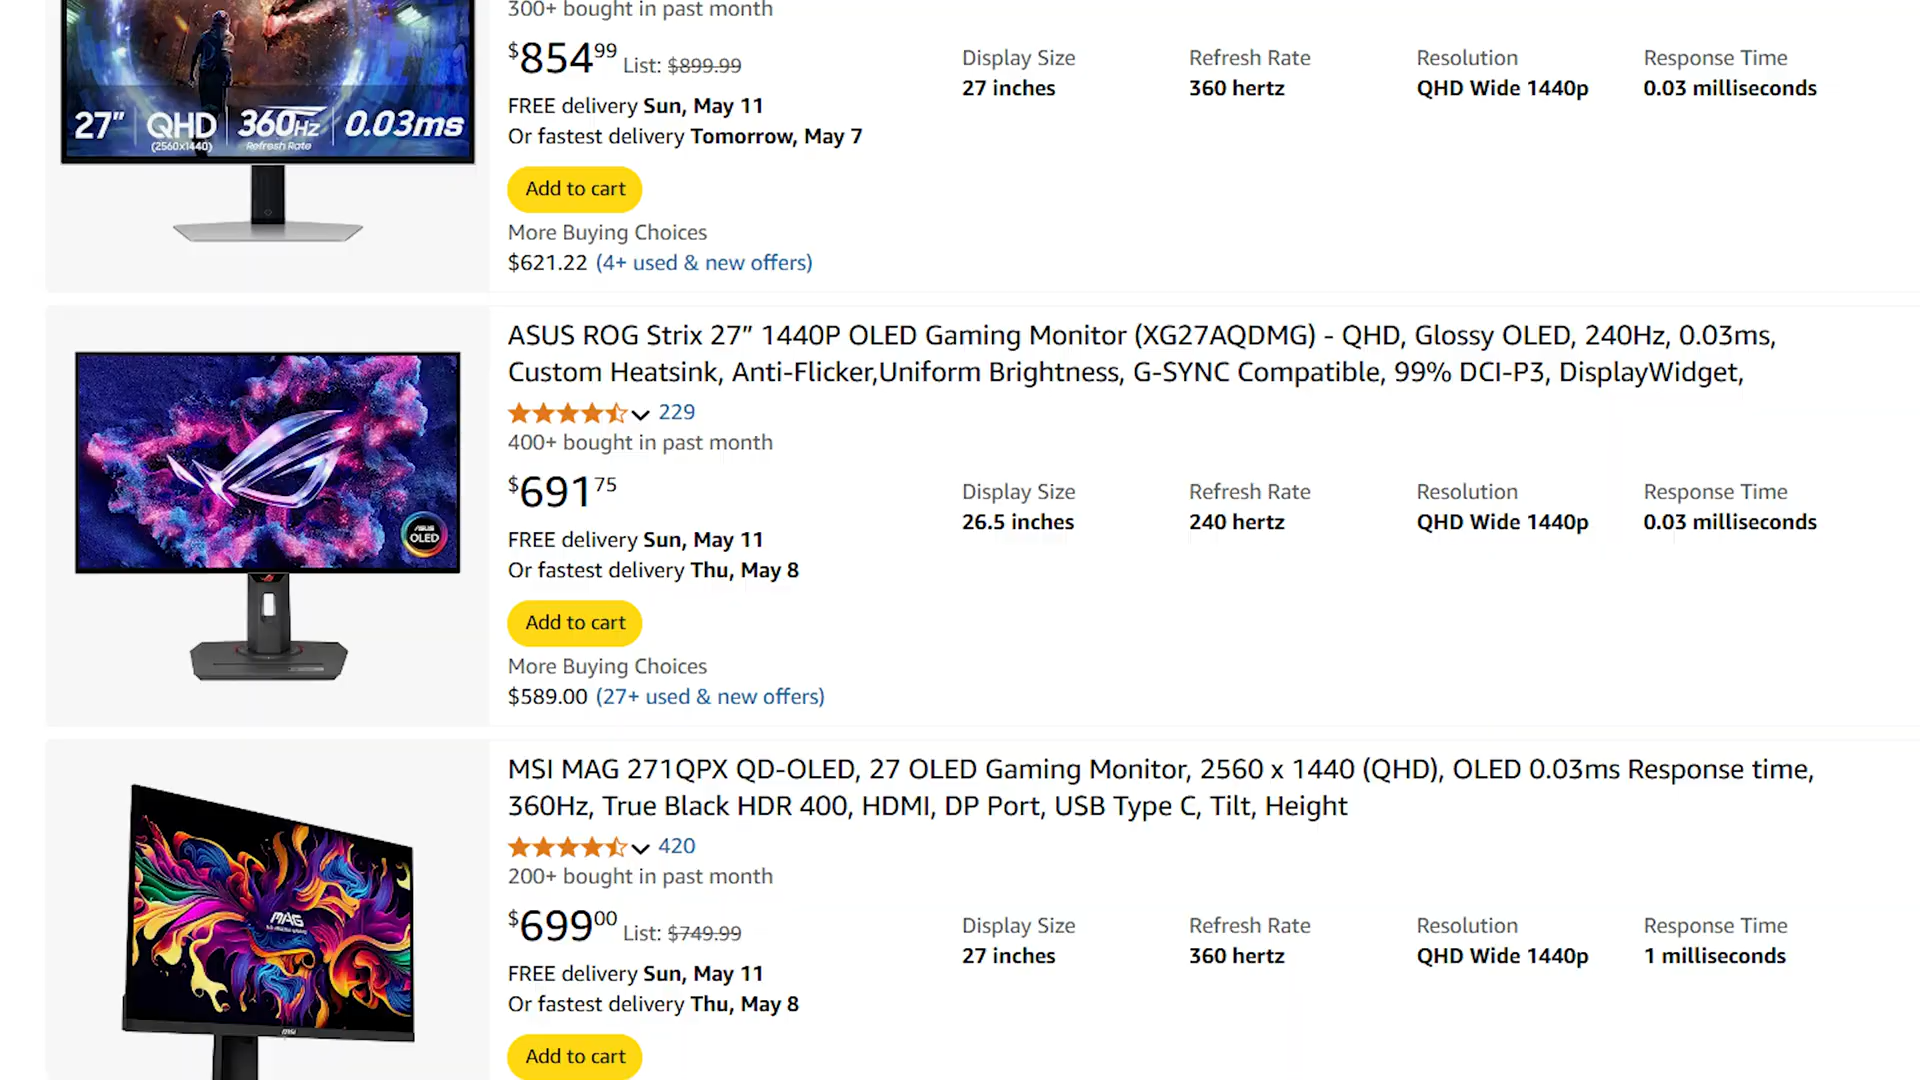 300+ bought in past month
$854.99 List: $899.99
FREE delivery Sun, May 11
Or fastest delivery Tomorrow, May 7
Add to cart
More Buying Choices
$621.22 (4+ used & new offers)
Display Size
27 inches
Refresh Rate
360 hertz
Resolution
QHD Wide 1440p
Response Time
0.03 milliseconds
27" QHD 360Hz 0.03ms
(2560x1440) Refresh Rate
ASUS ROG Strix 27” 1440P OLED Gaming Monitor (XG27AQDMG) - QHD, Glossy OLED, 240Hz, 0.03ms,
Custom Heatsink, Anti-Flicker,Uniform Brightness, G-SYNC Compatible, 99% DCI-P3, DisplayWidget,
229
400+ bought in past month
$691 75
FREE delivery Sun, May 11
Or fastest delivery Thu, May 8
Add to cart
More Buying Choices
$589.00 (27+ used & new offers)
Display Size
26.5 inches
Refresh Rate
240 hertz
Resolution
QHD Wide 1440p
Response Time
0.03 milliseconds
ASUS
OLED
MSI MAG 271QPX QD-OLED, 27 OLED Gaming Monitor, 2560 x 1440 (QHD), OLED 0.03ms Response time,
360Hz, True Black HDR 400, HDMI, DP Port, USB Type C, Tilt, Height
420
200+ bought in past month
$699 00 List: $749.99
FREE delivery Sun, May 11
Or fastest delivery Thu, May 8
Add to cart
Display Size
27 inches
Refresh Rate
360 hertz
Resolution
QHD Wide 1440p
Response Time
1 milliseconds
MAG
msi